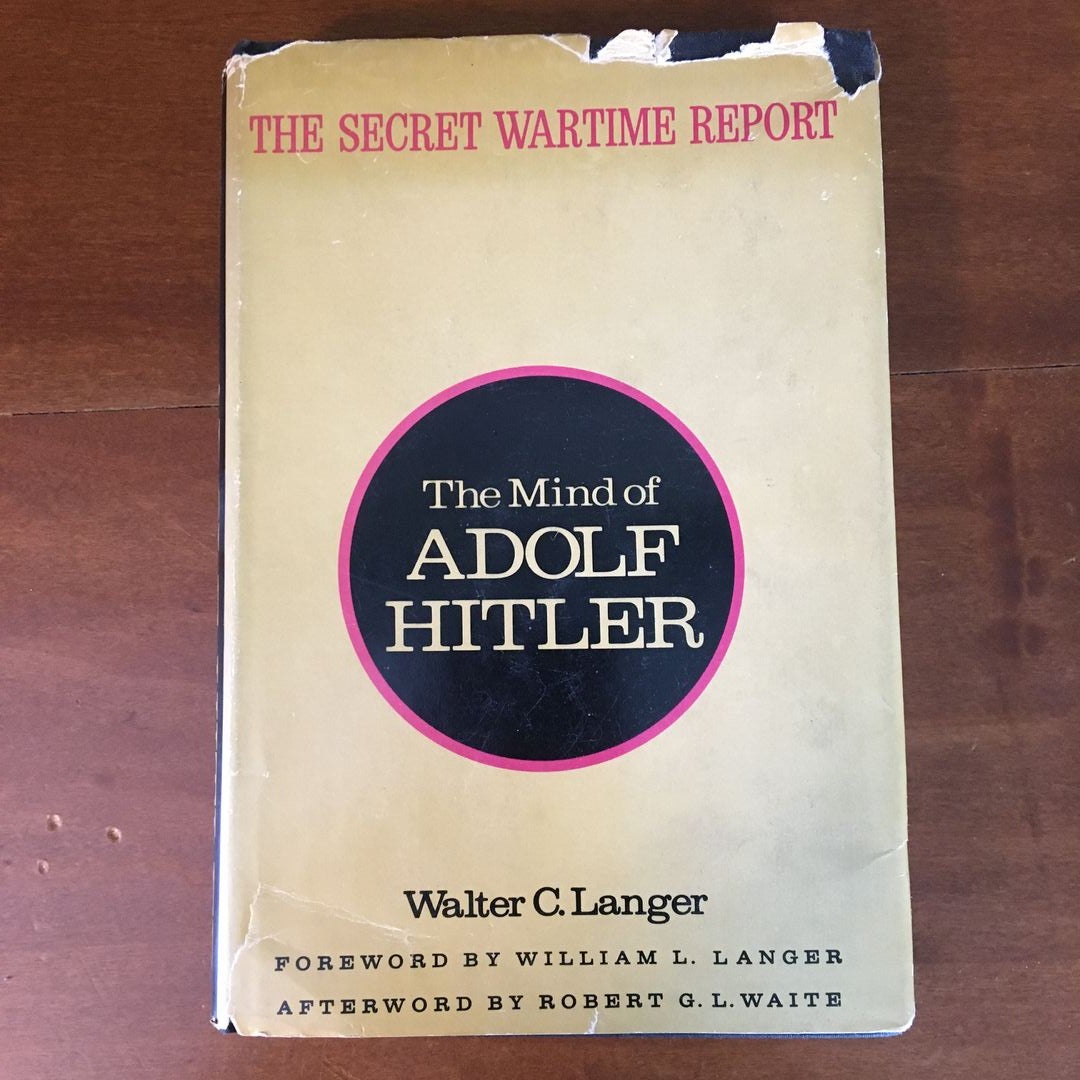 THE SECRET WARTIME REPORT
The Mind of
ADOLF
HITLER
Walter C. Langer
FOREWORD BY WILLIAM L. LANGER
AFTERWORD BY ROBERT G. L. WAITE